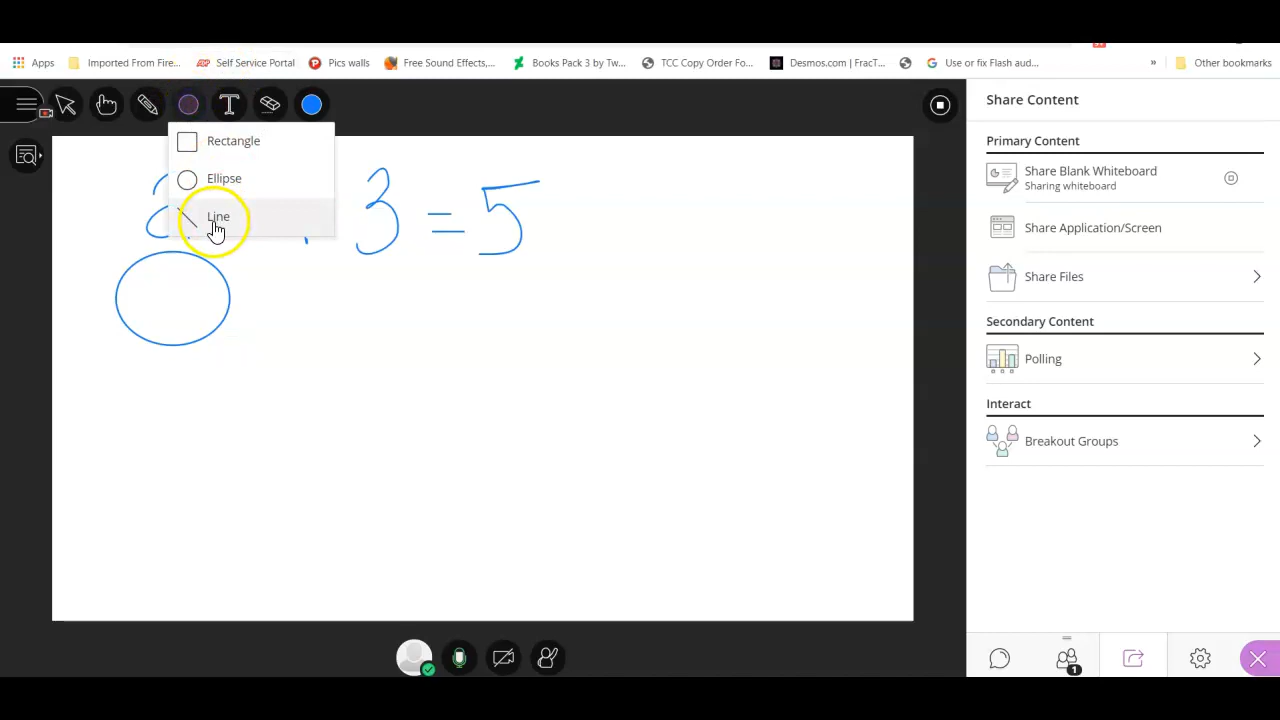 Apps Imported From Fire... Self Service Portal Pics walls Free Sound Effects,... Books Pack 3 by Tw... TCC Copy Order Fo... Desmos.com | FracT... Use or fix Flash aud... » Other bookmarks
T
Share Content
Primary Content
Rectangle
Share Blank Whiteboard
Sharing whiteboard
Ellipse
Line
3 = 5
Share Application/Screen
Share Files
Secondary Content
Polling
Interact
Breakout Groups
1